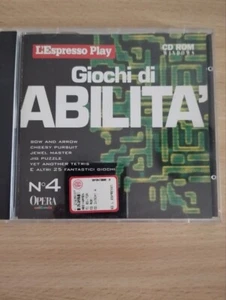 L'Espresso Play
CD ROM
WINDOWS
Giochi di
ABILITA'
BOW AND ARROW
CHEESY PURSUIT
JEWEL MASTER
JIG PUZZLE
YET ANOTHER TETRIS
E ALTRI 25 FANTASTICI GIOCHI
N°4
OPERA